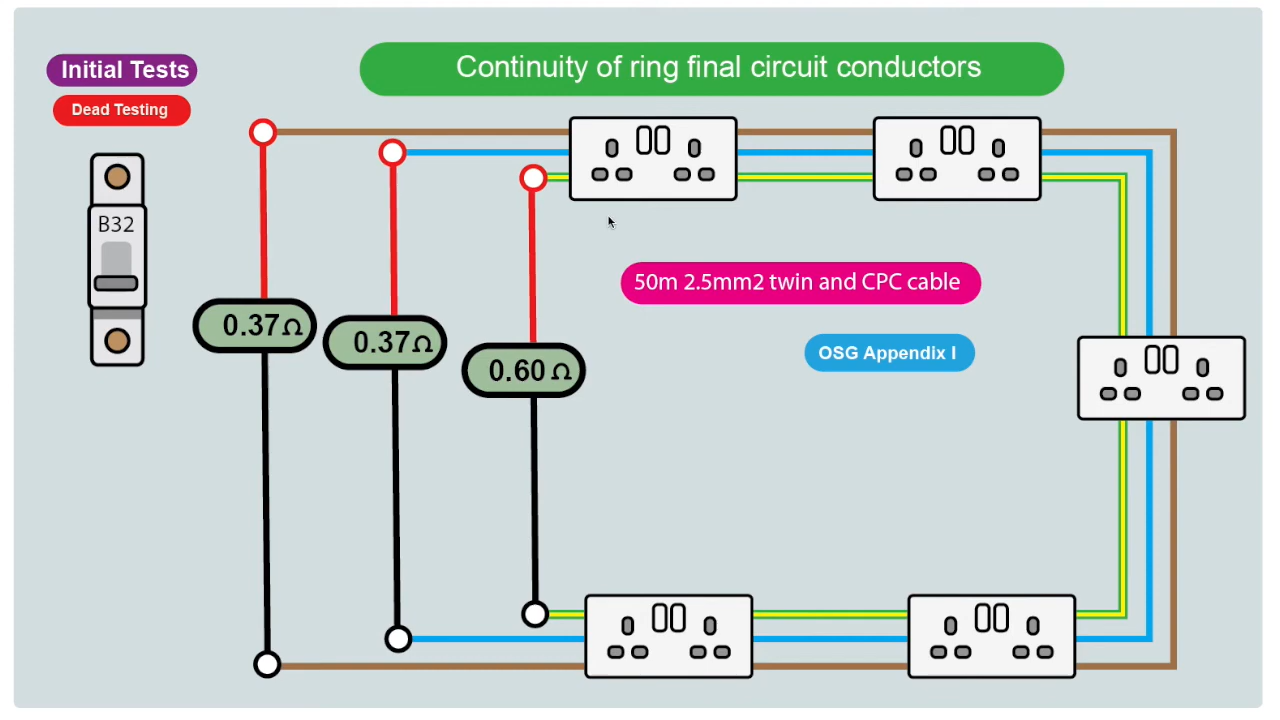 Initial Tests
Dead Testing
Continuity of ring final circuit conductors
B32
50m 2.5mm2 twin and CPC cable
0.37Ω
0.37Ω
0.60 Ω
OSG Appendix I